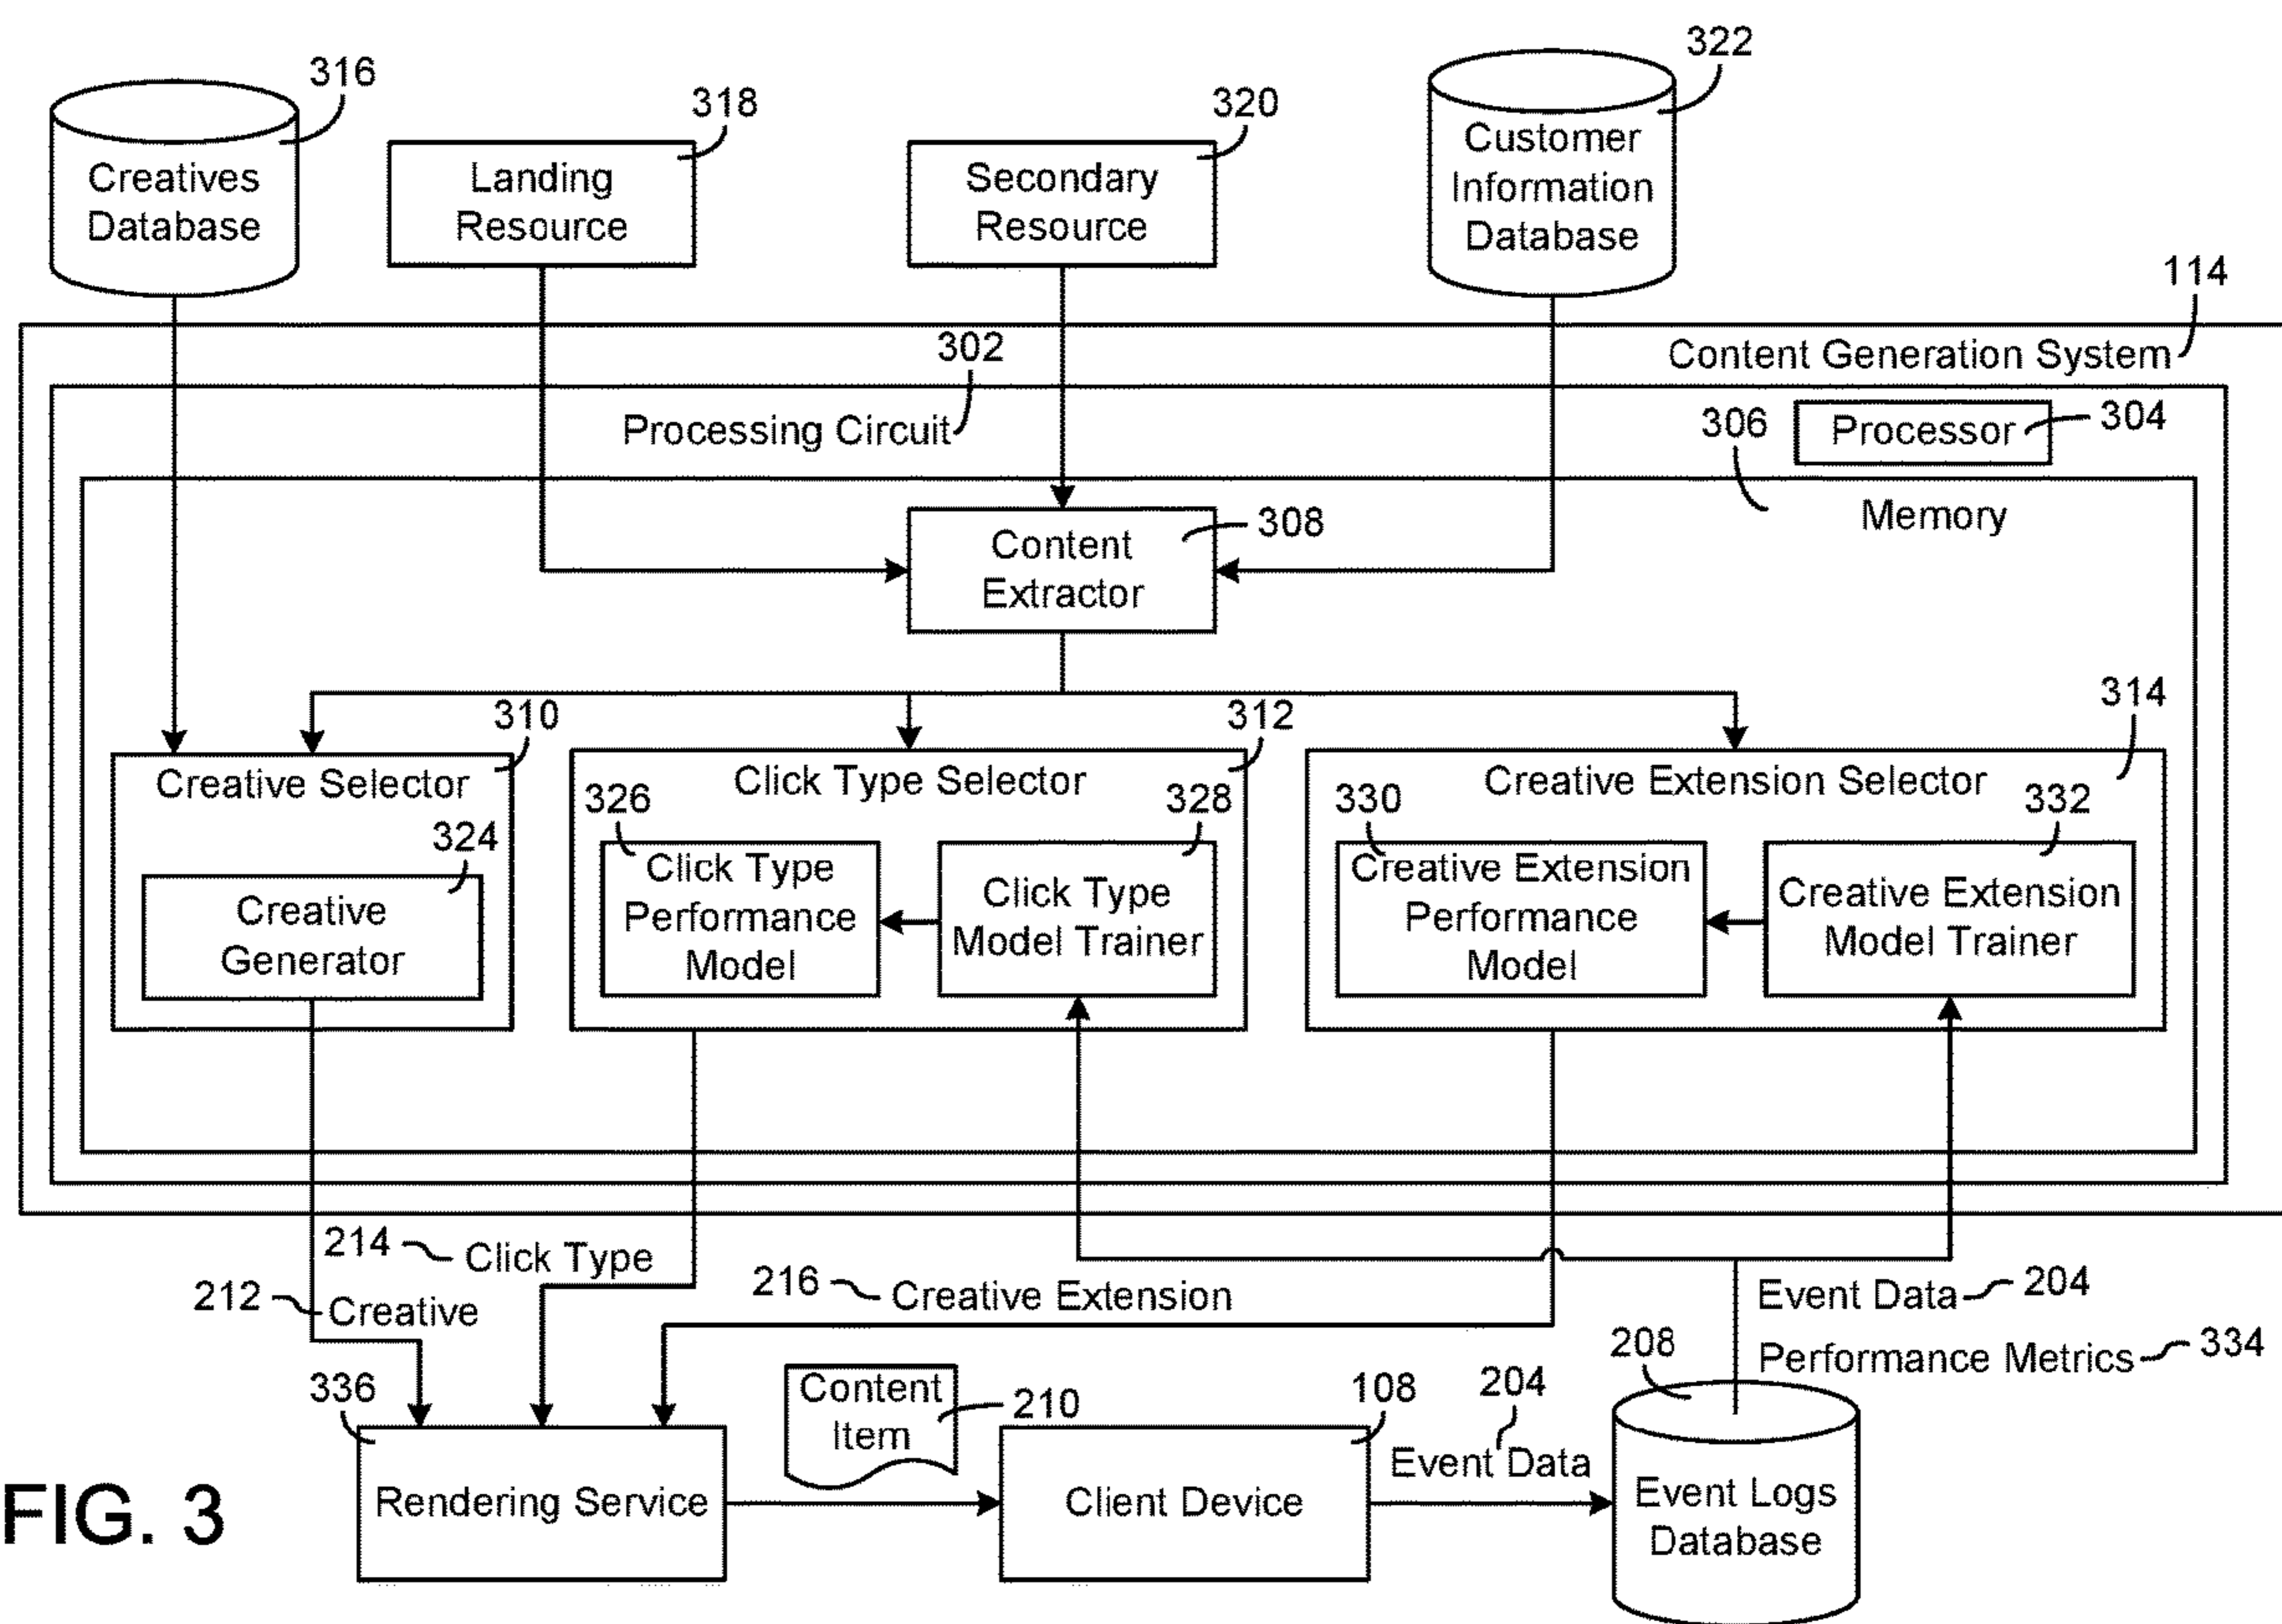 316
318
320
322
Creatives
Database
Landing
Resource
Secondary
Resource
Customer
Information
Database
114
302
Content Generation System
Processing Circuit
306
Processor
304
Memory
Content
Extractor
308
310
312
314
Creative Selector
Click Type Selector
Creative Extension Selector
324
326
328
330
332
Creative
Generator
Click Type
Performance
Model
Click Type
Model Trainer
Creative Extension
Performance
Model
Creative Extension
Model Trainer
214
Click Type
212
Creative
216
Creative Extension
Event Data
204
Performance Metrics
334
336
Content
Item
210
108
204
Event Data
208
Rendering Service
Client Device
Event Logs
Database
FIG. 3